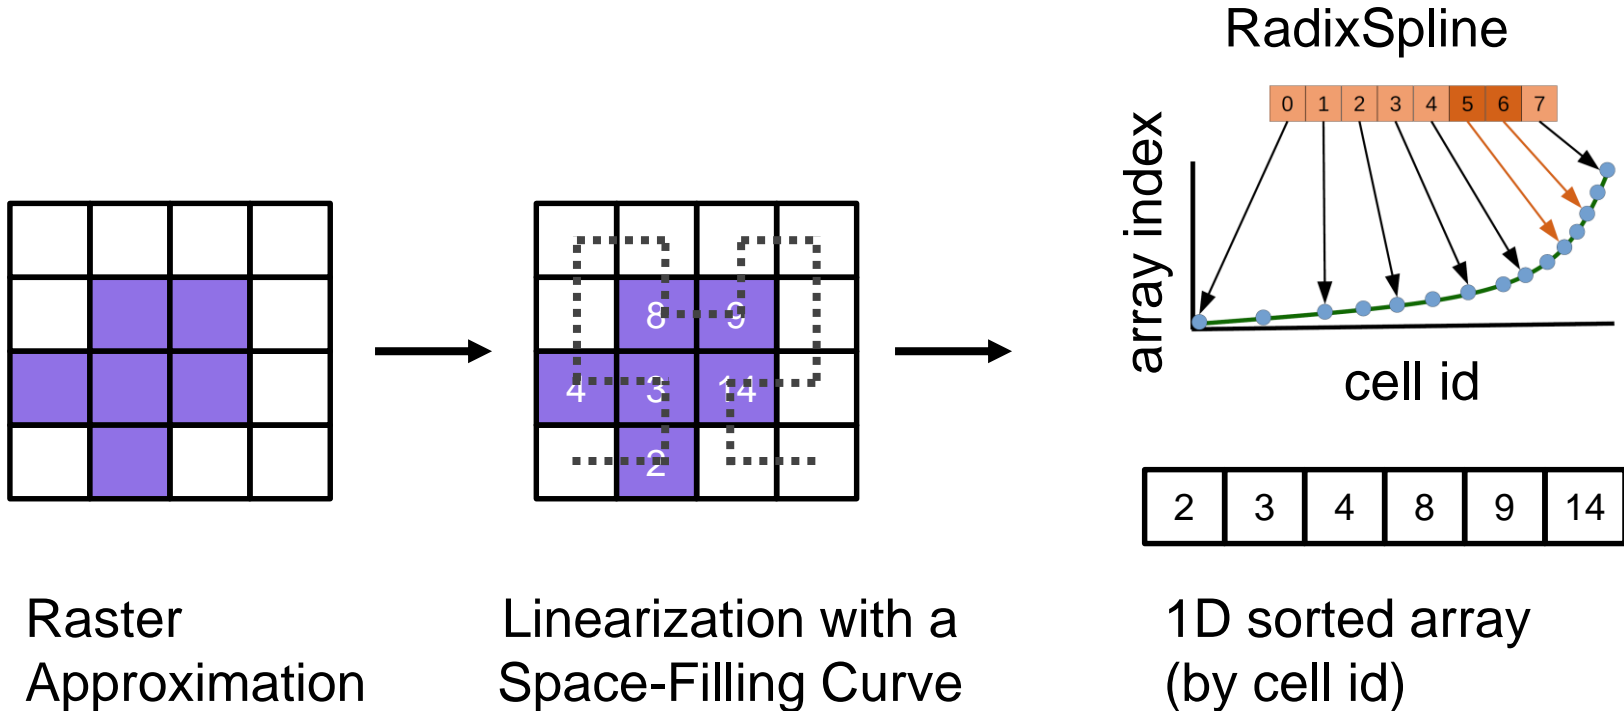 RadixSpline
0 1 2 3 4 5 6 7
array index
cell id
8 9
4 3 14
2
2 3 4 8 9 14
Raster
Approximation
Linearization with a
Space-Filling Curve
1D sorted array
(by cell id)